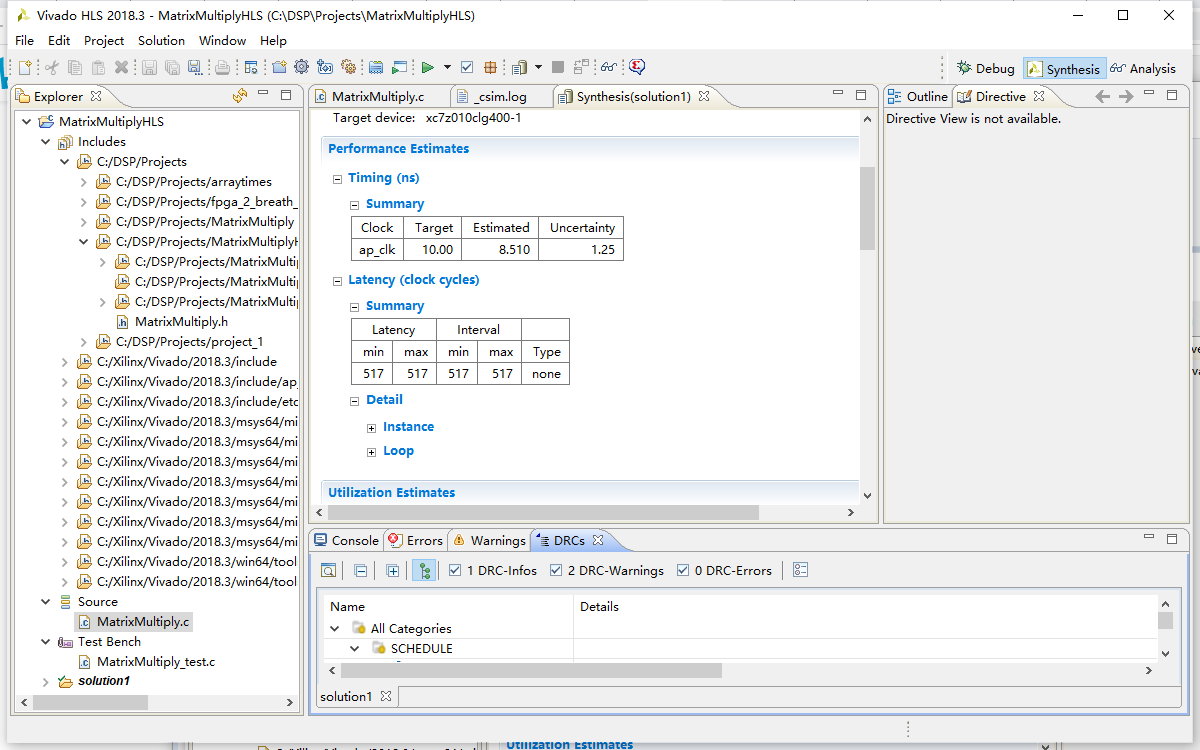 Vivado HLS 2018.3 - MatrixMultiplyHLS (C:\DSP\Projects\MatrixMultiplyHLS)
File Edit Project Solution Window Help
Debug Synthesis Analysis
Explorer
MatrixMultiplyHLS
Includes
C:/DSP/Projects
C:/DSP/Projects/arraytimes
C:/DSP/Projects/fpga_2_breath_
C:/DSP/Projects/MatrixMultiply
C:/DSP/Projects/MatrixMultiplyH
C:/DSP/Projects/MatrixMultip
C:/DSP/Projects/MatrixMultip
C:/DSP/Projects/MatrixMultip
MatrixMultiply.h
C:/DSP/Projects/project_1
C:/Xilinx/Vivado/2018.3/include
C:/Xilinx/Vivado/2018.3/include/ap_
C:/Xilinx/Vivado/2018.3/include/etc
C:/Xilinx/Vivado/2018.3/msys64/mi
C:/Xilinx/Vivado/2018.3/msys64/mi
C:/Xilinx/Vivado/2018.3/msys64/mi
C:/Xilinx/Vivado/2018.3/msys64/mi
C:/Xilinx/Vivado/2018.3/msys64/mi
C:/Xilinx/Vivado/2018.3/msys64/mi
C:/Xilinx/Vivado/2018.3/msys64/mi
C:/Xilinx/Vivado/2018.3/win64/tool
C:/Xilinx/Vivado/2018.3/win64/tool
Source
MatrixMultiply.c
Test Bench
MatrixMultiply_test.c
solution1
MatrixMultiply.c _csim.log Synthesis(solution1)
Target device: xc7z010clg400-1
Performance Estimates
Timing (ns)
Summary
Clock Target Estimated Uncertainty
ap_clk 10.00 8.510 1.25
Latency (clock cycles)
Summary
Latency Interval
min max min max Type
517 517 517 517 none
Detail
Instance
Loop
Utilization Estimates
Outline Directive
Directive View is not available.
Console Errors Warnings DRCs
1 DRC-Infos 2 DRC-Warnings 0 DRC-Errors
Name Details
All Categories
SCHEDULE
solution1
Utilization Estimates